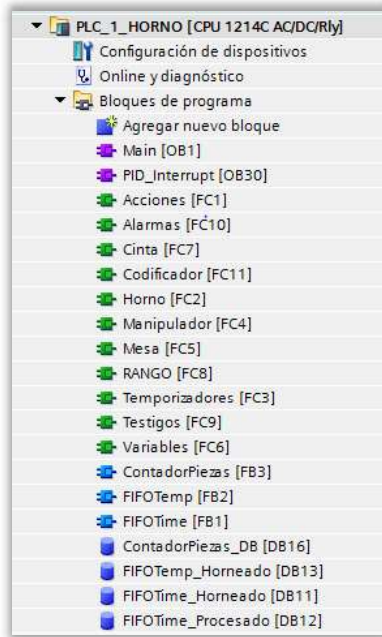 PLC_1_HORNO [CPU 1214C AC/DC/Rly]
Configuración de dispositivos
Online y diagnóstico
Bloques de programa
Agregar nuevo bloque
Main [OB1]
PID_Interrupt [OB30]
Acciones [FC1]
Alarmas [FC10]
Cinta [FC7]
Codificador [FC11]
Horno [FC2]
Manipulador [FC4]
Mesa [FC5]
RANGO [FC8]
Temporizadores [FC3]
Testigos [FC9]
Variables [FC6]
ContadorPiezas [FB3]
FIFOTemp [FB2]
FIFOTime [FB1]
ContadorPiezas_DB [DB16]
FIFOTemp_Horneado [DB13]
FIFOTime_Horneado [DB11]
FIFOTime_Procesado [DB12]